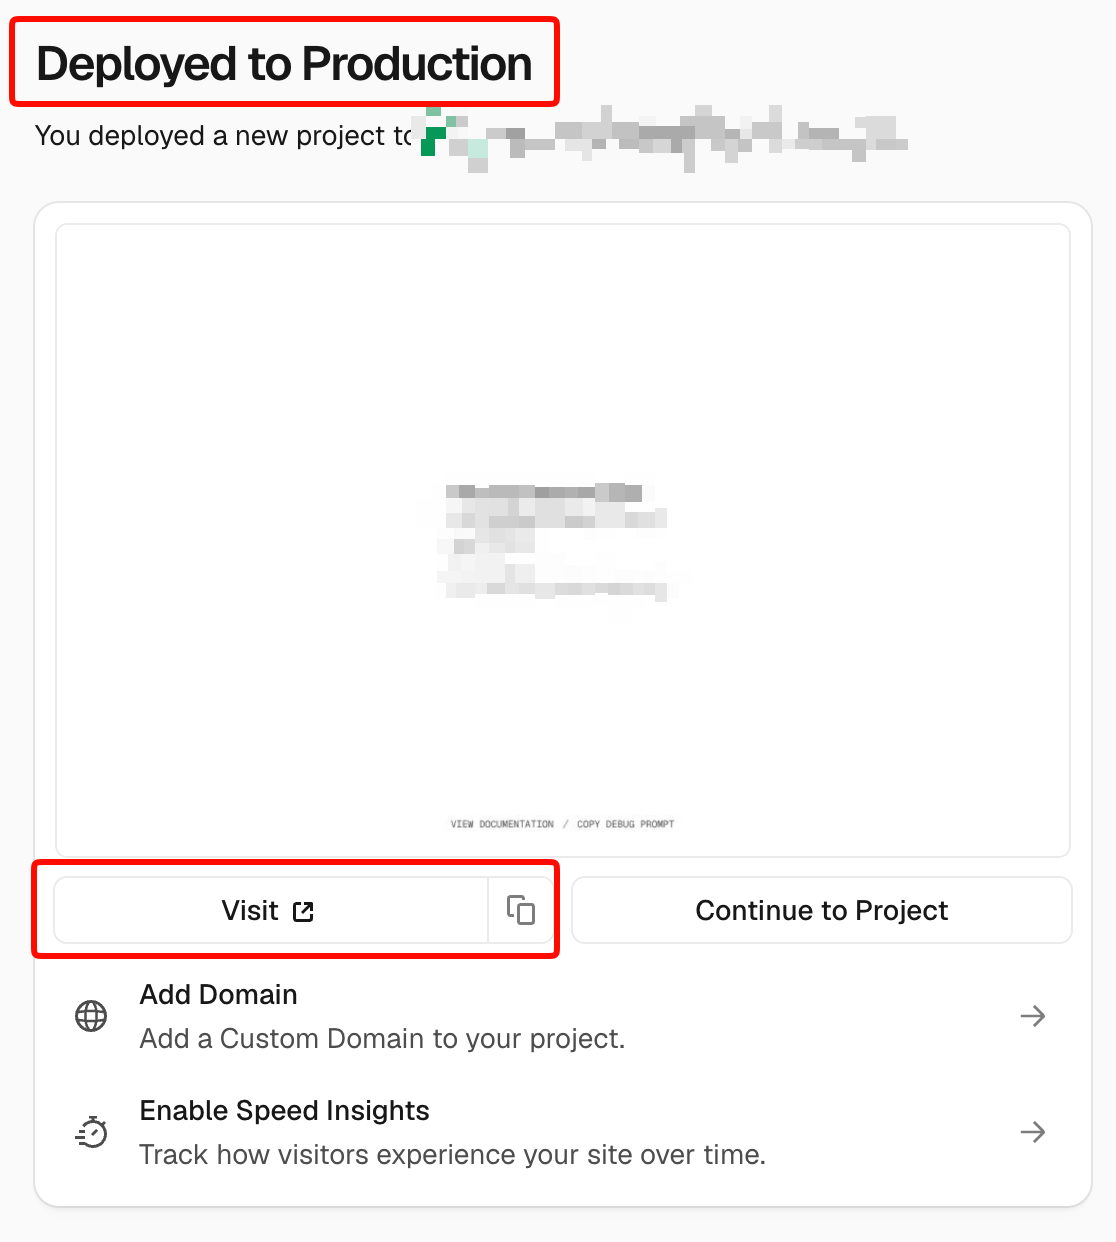 Deployed to Production
You deployed a new project to
VIEW DOCUMENTATION / COPY DEBUG PROMPT
Visit
Continue to Project
Add Domain
Add a Custom Domain to your project.
Enable Speed Insights
Track how visitors experience your site over time.